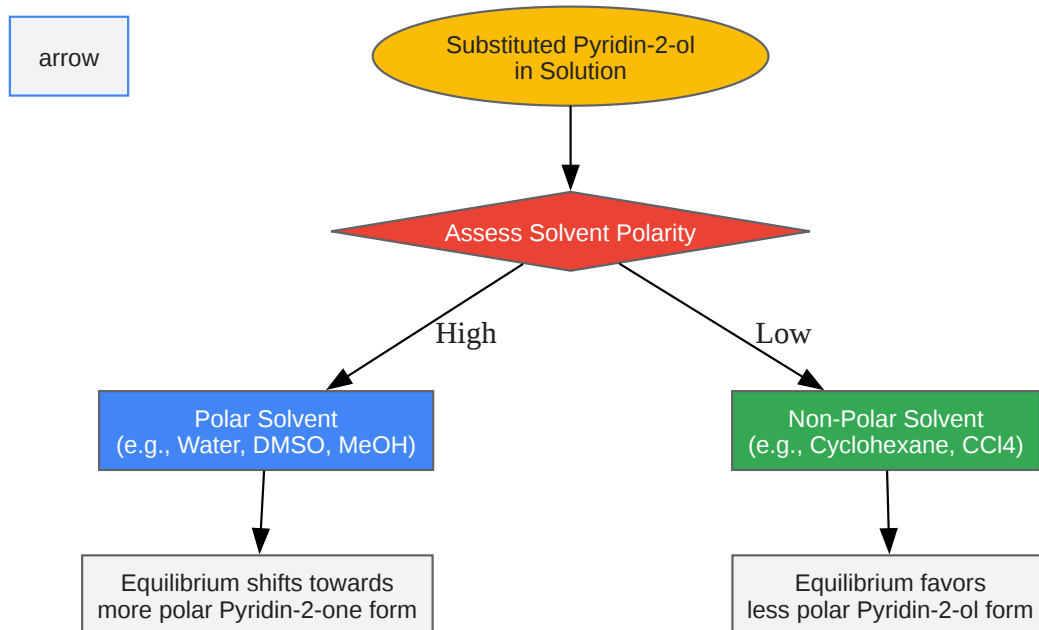 arrow
Substituted Pyridin-2-ol
in Solution
Assess Solvent Polarity
High
Low
Polar Solvent
(e.g., Water, DMSO, MeOH)
Non-Polar Solvent
(e.g., Cyclohexane, CCl4)
Equilibrium shifts towards
more polar Pyridin-2-one form
Equilibrium favors
less polar Pyridin-2-ol form